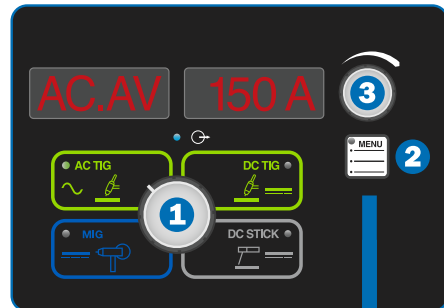 AC.AV 150 A
3
MENU
2
AC TIG DC TIG
1
MIG DC STICK